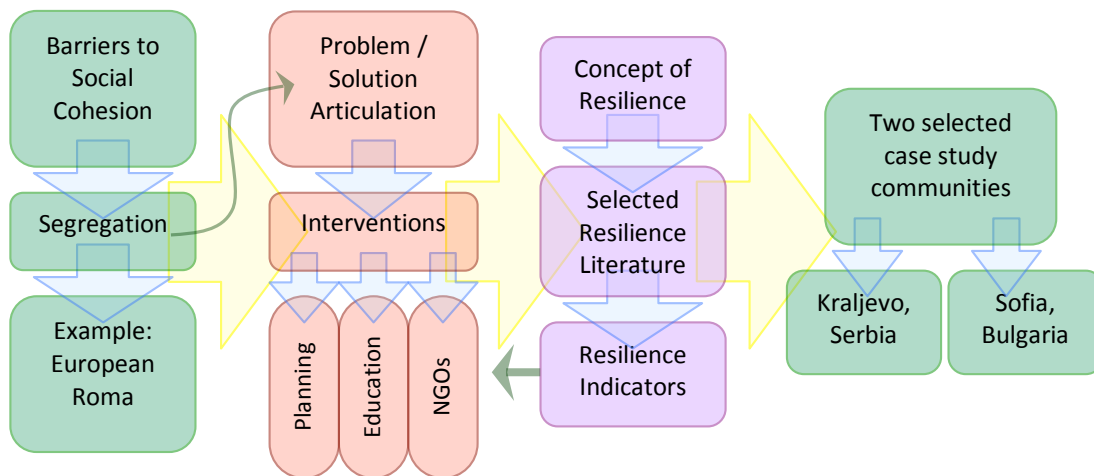 Barriers to
Social
Cohesion
Segregation
Example:
European
Roma
Problem /
Solution
Articulation
Interventions
Planning
Education
NGOs
Concept of
Resilience
Selected
Resilience
Literature
Resilience
Indicators
Two selected
case study
communities
Kraljevo,
Serbia
Sofia,
Bulgaria